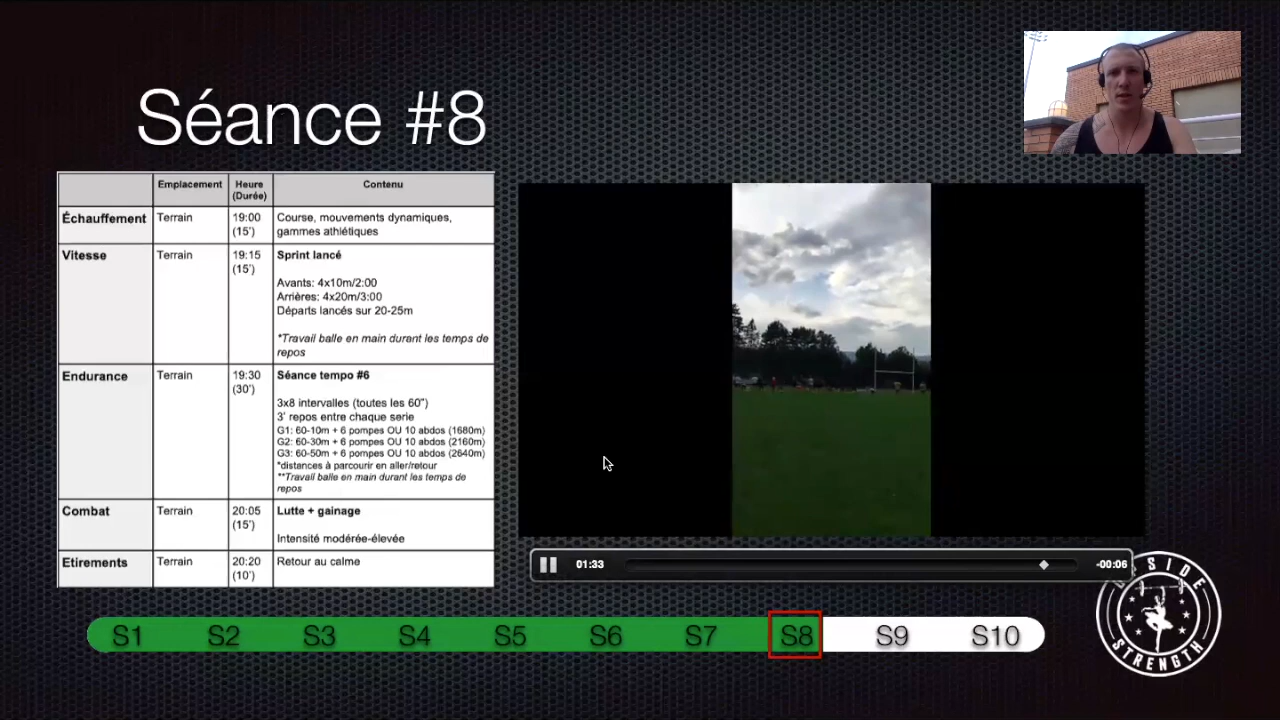 Séance #8
Emplacement
Heure
(Durée)
Contenu
Échauffement
Terrain
19:00
(15')
Course, mouvements dynamiques,
gammes athlétiques
Vitesse
Terrain
19:15
(15')
Sprint lancé
Avants: 4x10m/2:00
Arrières: 4x20m/3:00
Départs lancés sur 20-25m
*Travail balle en main durant les temps de
repos
Endurance
Terrain
19:30
(30')
Séance tempo #6
3x8 intervalles (toutes les 60")
3' repos entre chaque serie
G1: 60-10m + 6 pompes OU 10 abdos (1680m)
G2: 60-30m + 6 pompes OU 10 abdos (2160m)
G3: 60-50m + 6 pompes OU 10 abdos (2640m)
*distances à parcourir en aller/retour
**Travail balle en main durant les temps de
repos
Combat
Terrain
20:05
(15')
Lutte + gainage
Intensité modérée-élevée
Etirements
Terrain
20:20
(10')
Retour au calme
01:33
-00:06
S1 S2 S3 S4 S5 S6 S7 S8 S9 S10
STRENGTH